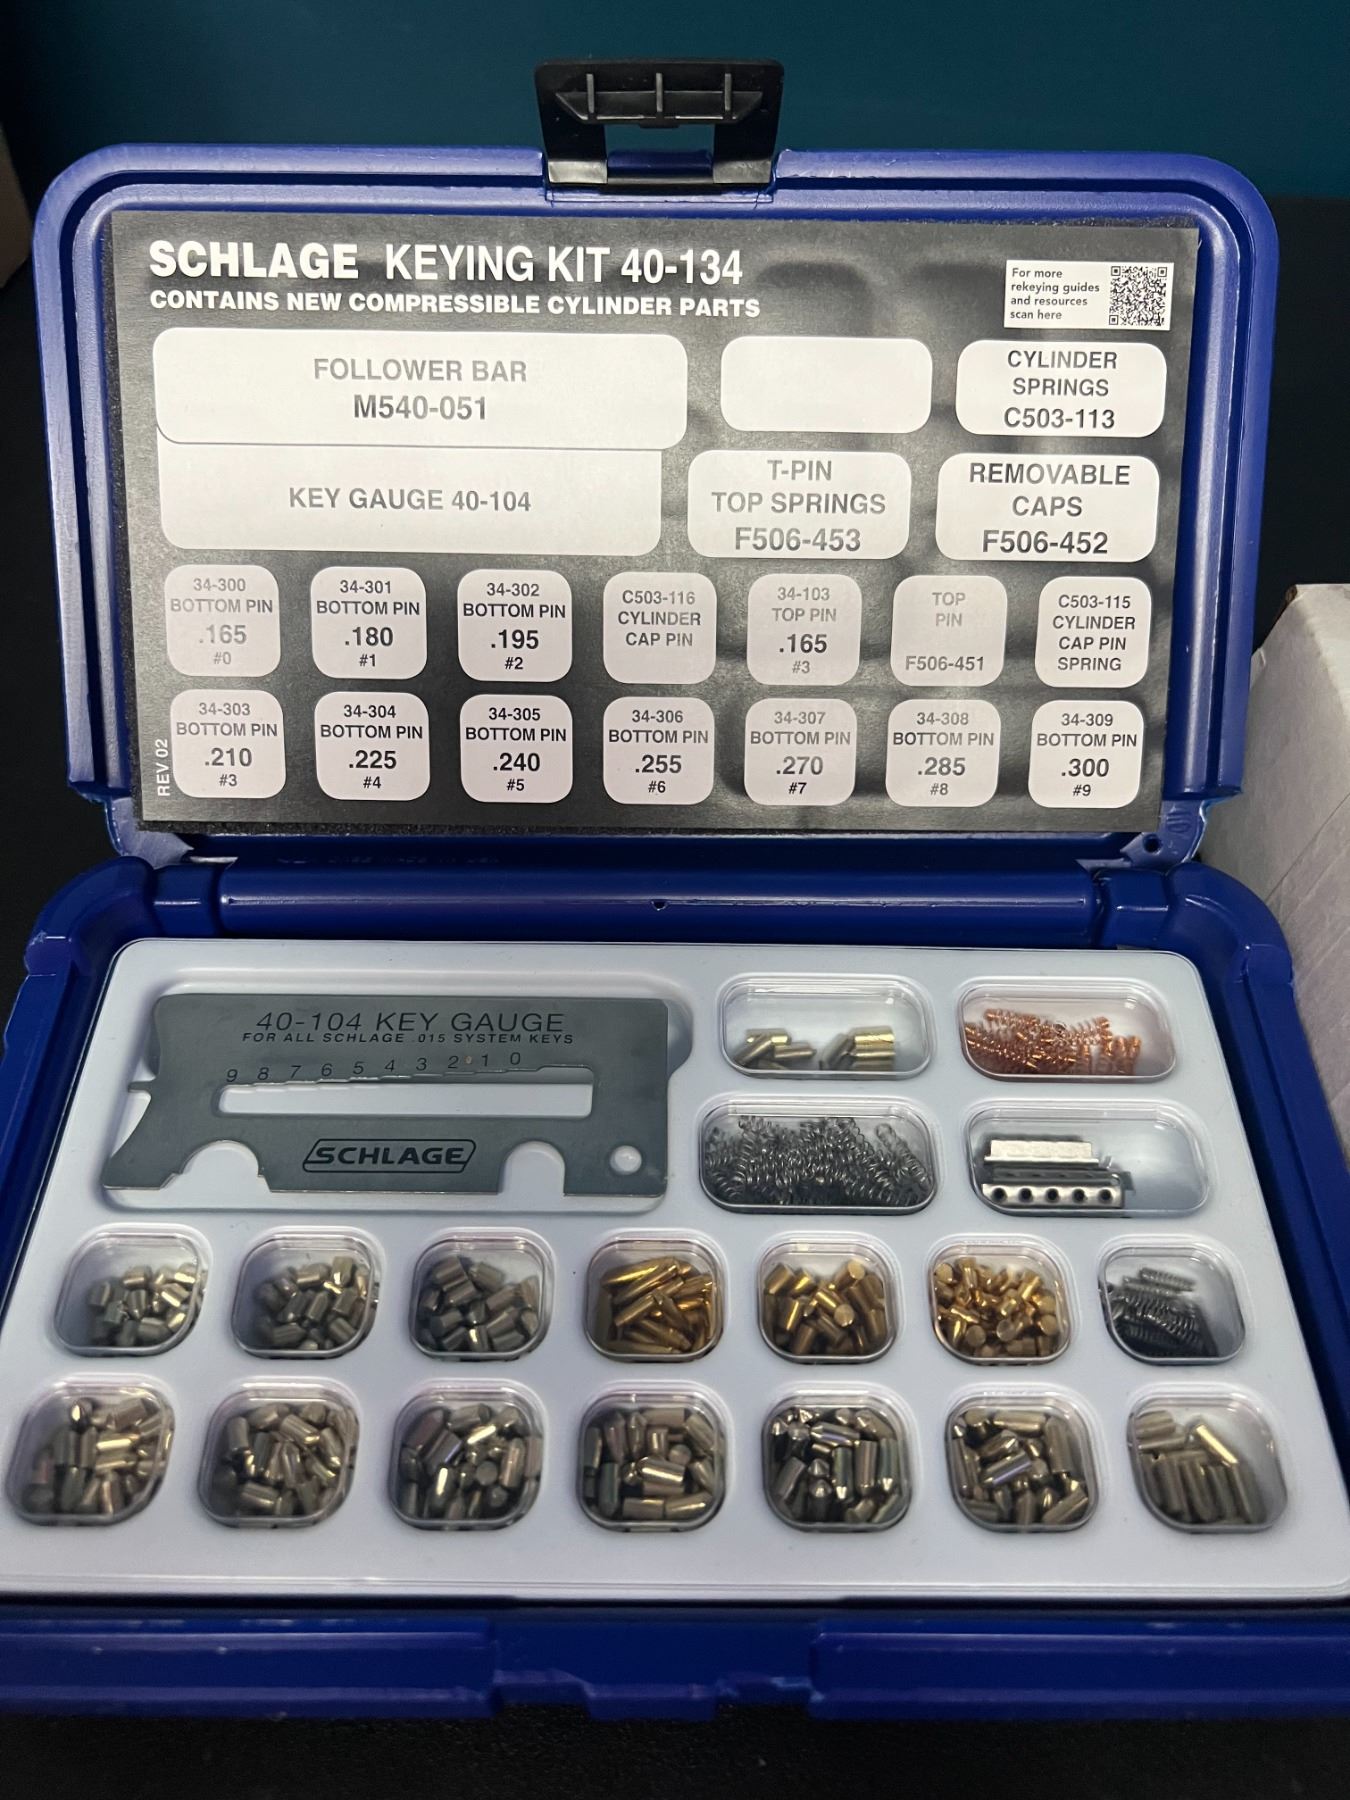 SCHLAGE KEYING KIT 40-134
CONTAINS NEW COMPRESSIBLE CYLINDER PARTS
For more
rekeying guides
and resources
scan here
FOLLOWER BAR
M540-051
CYLINDER
SPRINGS
C503-113
KEY GAUGE 40-104
T-PIN
TOP SPRINGS
F506-453
REMOVABLE
CAPS
F506-452
34-300
BOTTOM PIN
.165
#0
34-301
BOTTOM PIN
.180
#1
34-302
BOTTOM PIN
.195
#2
C503-116
CYLINDER
CAP PIN
34-103
TOP PIN
.165
#3
TOP
PIN
F506-451
C503-115
CYLINDER
CAP PIN
SPRING
REV 02
34-303
BOTTOM PIN
.210
#3
34-304
BOTTOM PIN
.225
#4
34-305
BOTTOM PIN
.240
#5
34-306
BOTTOM PIN
.255
#6
34-307
BOTTOM PIN
.270
#7
34-308
BOTTOM PIN
.285
#8
34-309
BOTTOM PIN
.300
#9
40-104 KEY GAUGE
FOR ALL SCHLAGE .015 SYSTEM KEYS
9 8 7 6 5 4 3 2 1 0
SCHLAGE